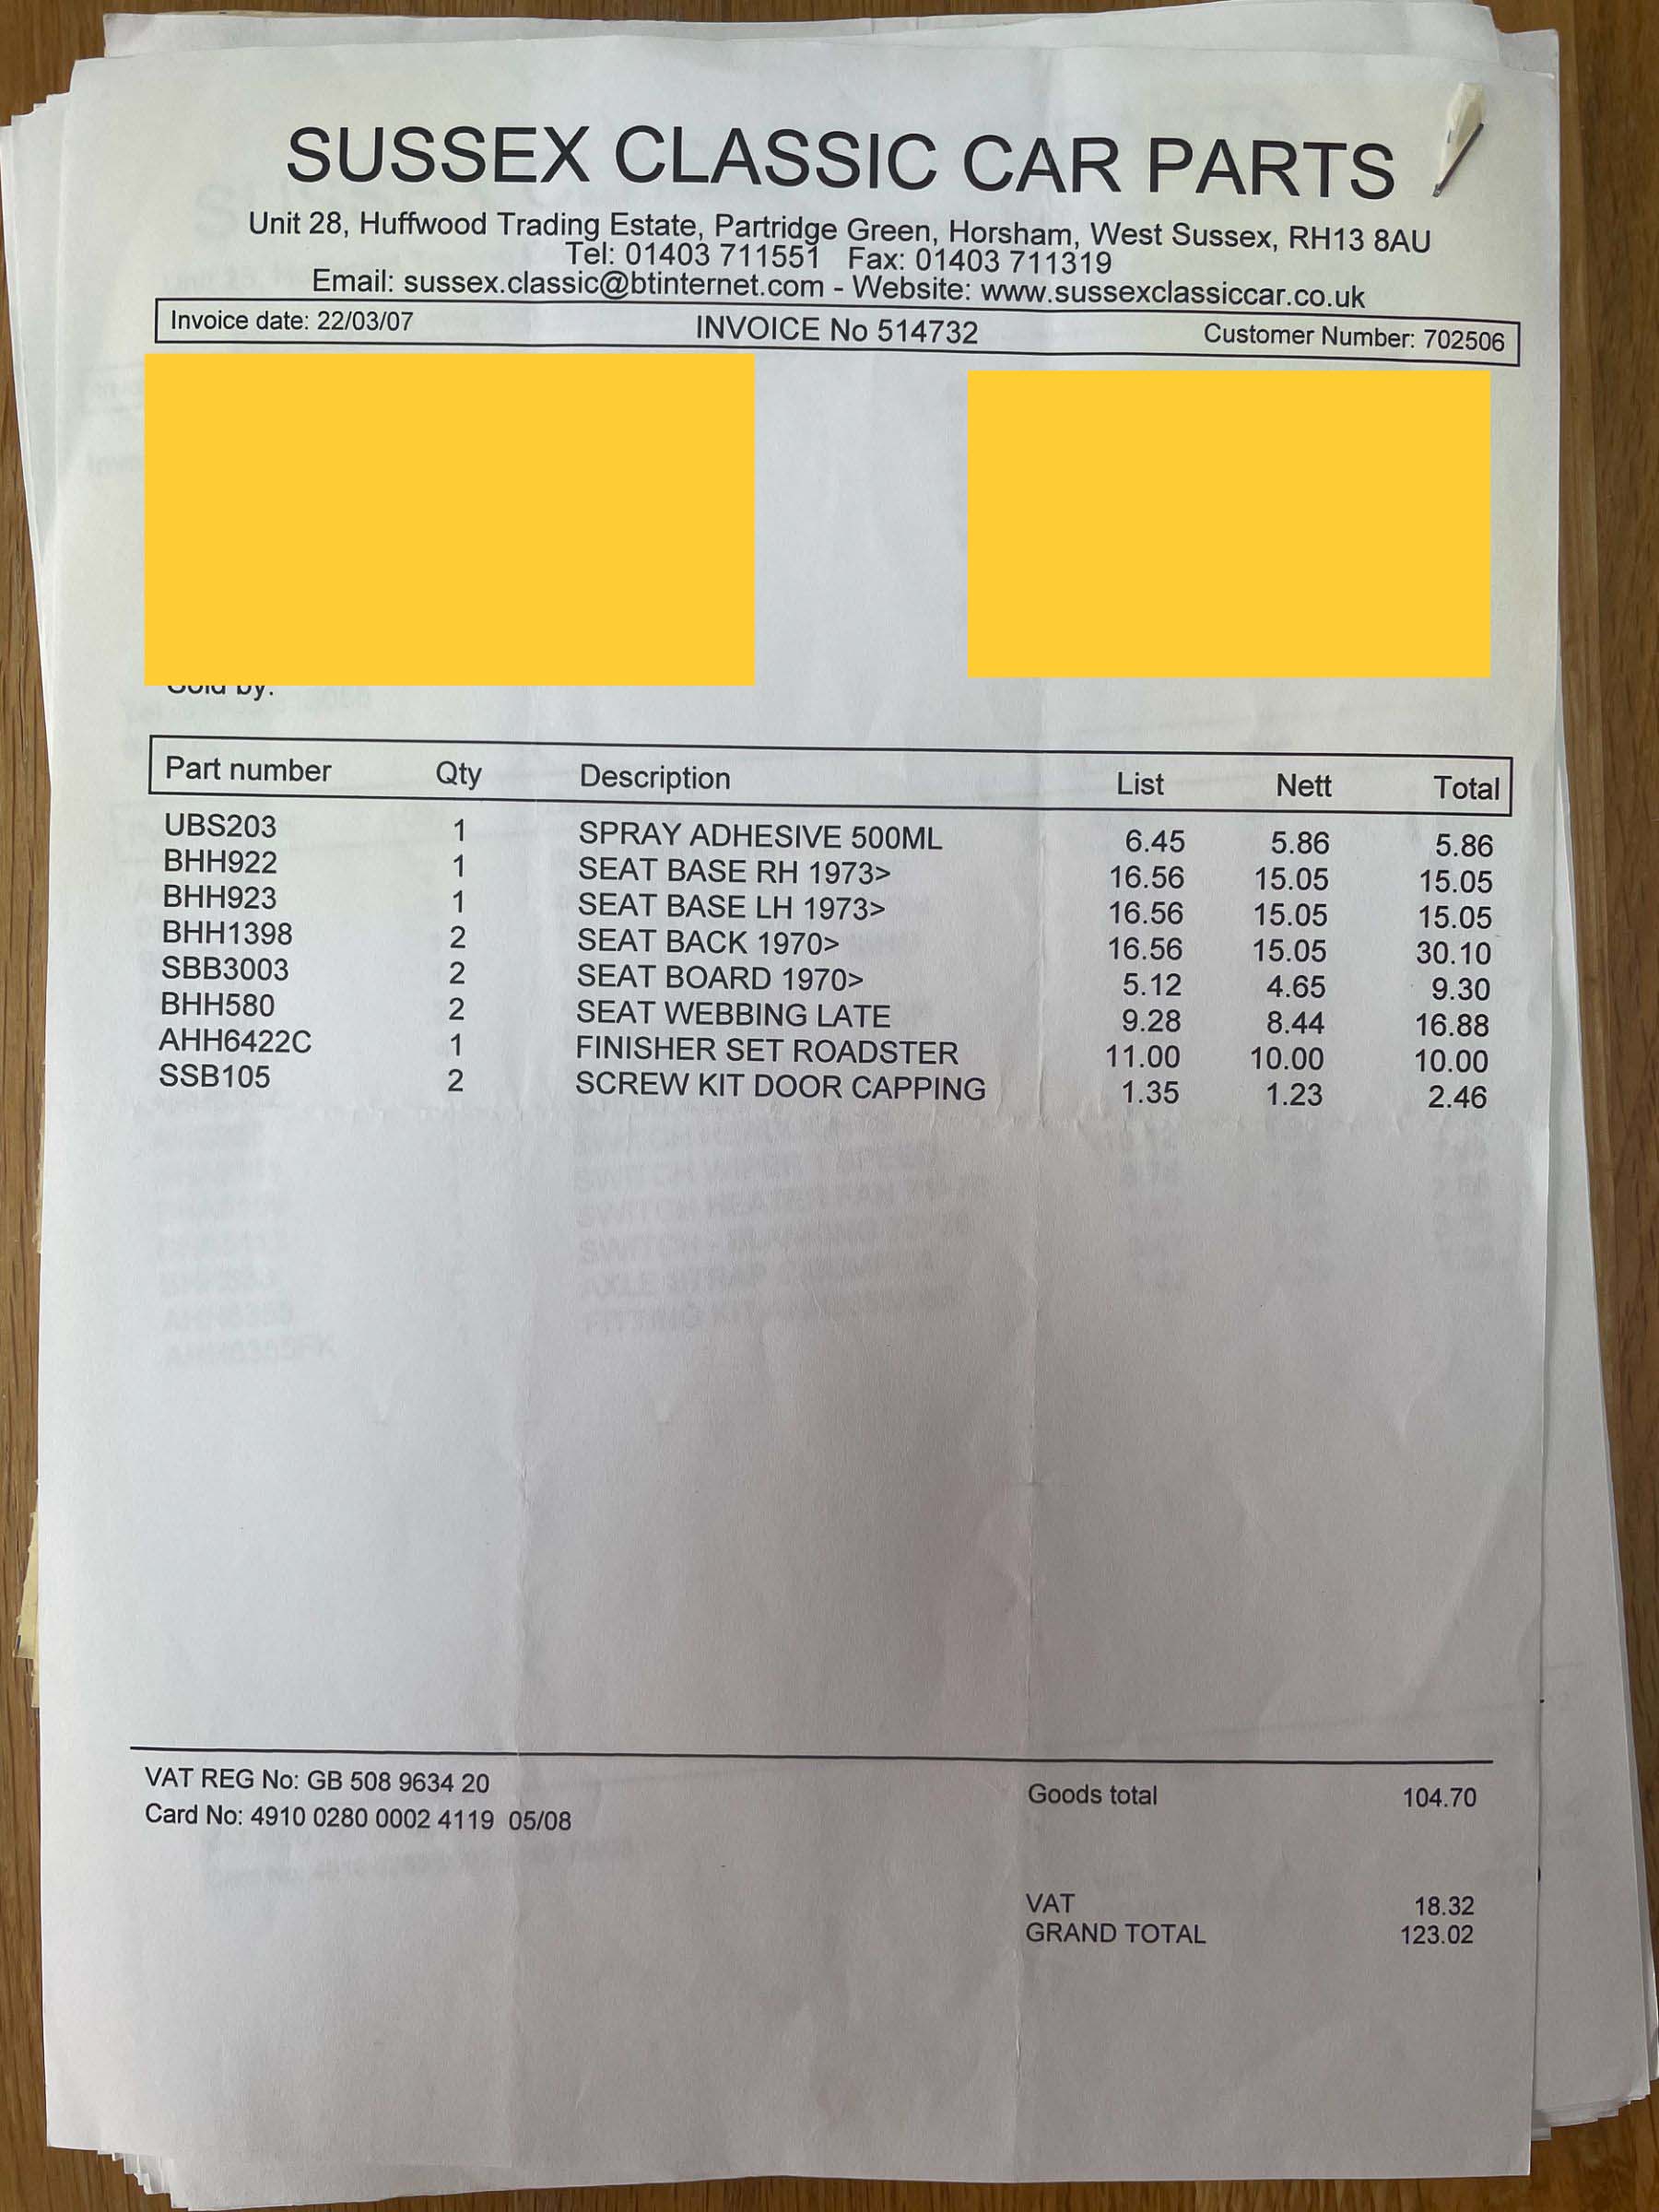 SUSSEX CLASSIC CAR PARTS
Unit 28, Huffwood Trading Estate, Partridge Green, Horsham, West Sussex, RH13 8AU
Tel: 01403 711551 Fax: 01403 711319
Email: sussex.classic@btinternet.com - Website: www.sussexclassiccar.co.uk
Invoice date: 22/03/07 INVOICE No 514732 Customer Number: 702506
Sold by:
Part number Qty Description List Nett Total
UBS203 1 SPRAY ADHESIVE 500ML 6.45 5.86 5.86
BHH922 1 SEAT BASE RH 1973> 16.56 15.05 15.05
BHH923 1 SEAT BASE LH 1973> 16.56 15.05 15.05
BHH1398 2 SEAT BACK 1970> 16.56 15.05 30.10
SBB3003 2 SEAT BOARD 1970> 5.12 4.65 9.30
BHH580 2 SEAT WEBBING LATE 9.28 8.44 16.88
AHH6422C 1 FINISHER SET ROADSTER 11.00 10.00 10.00
SSB105 2 SCREW KIT DOOR CAPPING 1.35 1.23 2.46
VAT REG No: GB 508 9634 20
Card No: 4910 0280 0002 4119 05/08
Goods total 104.70
VAT 18.32
GRAND TOTAL 123.02